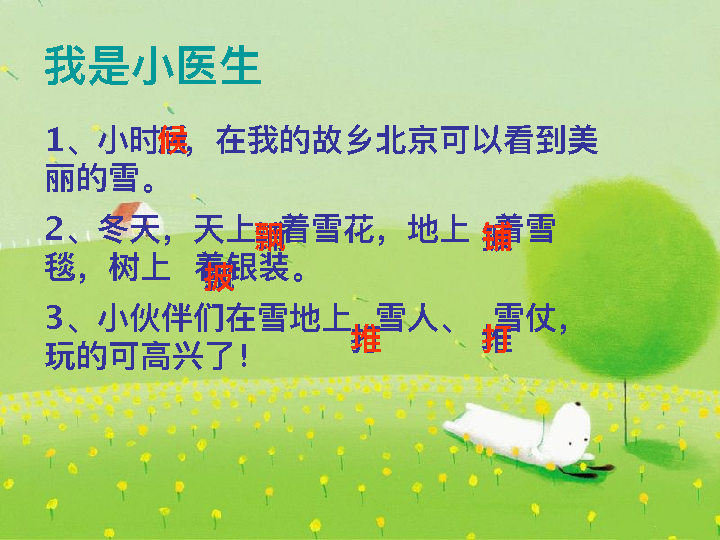 我是小医生
1、小时候，在我的故乡北京可以看到美
丽的雪。
2、冬天，天上飘着雪花，地上铺着雪
毯，树上披着银装。
3、小伙伴们在雪地上推雪人、打雪仗，
玩的可高兴了！